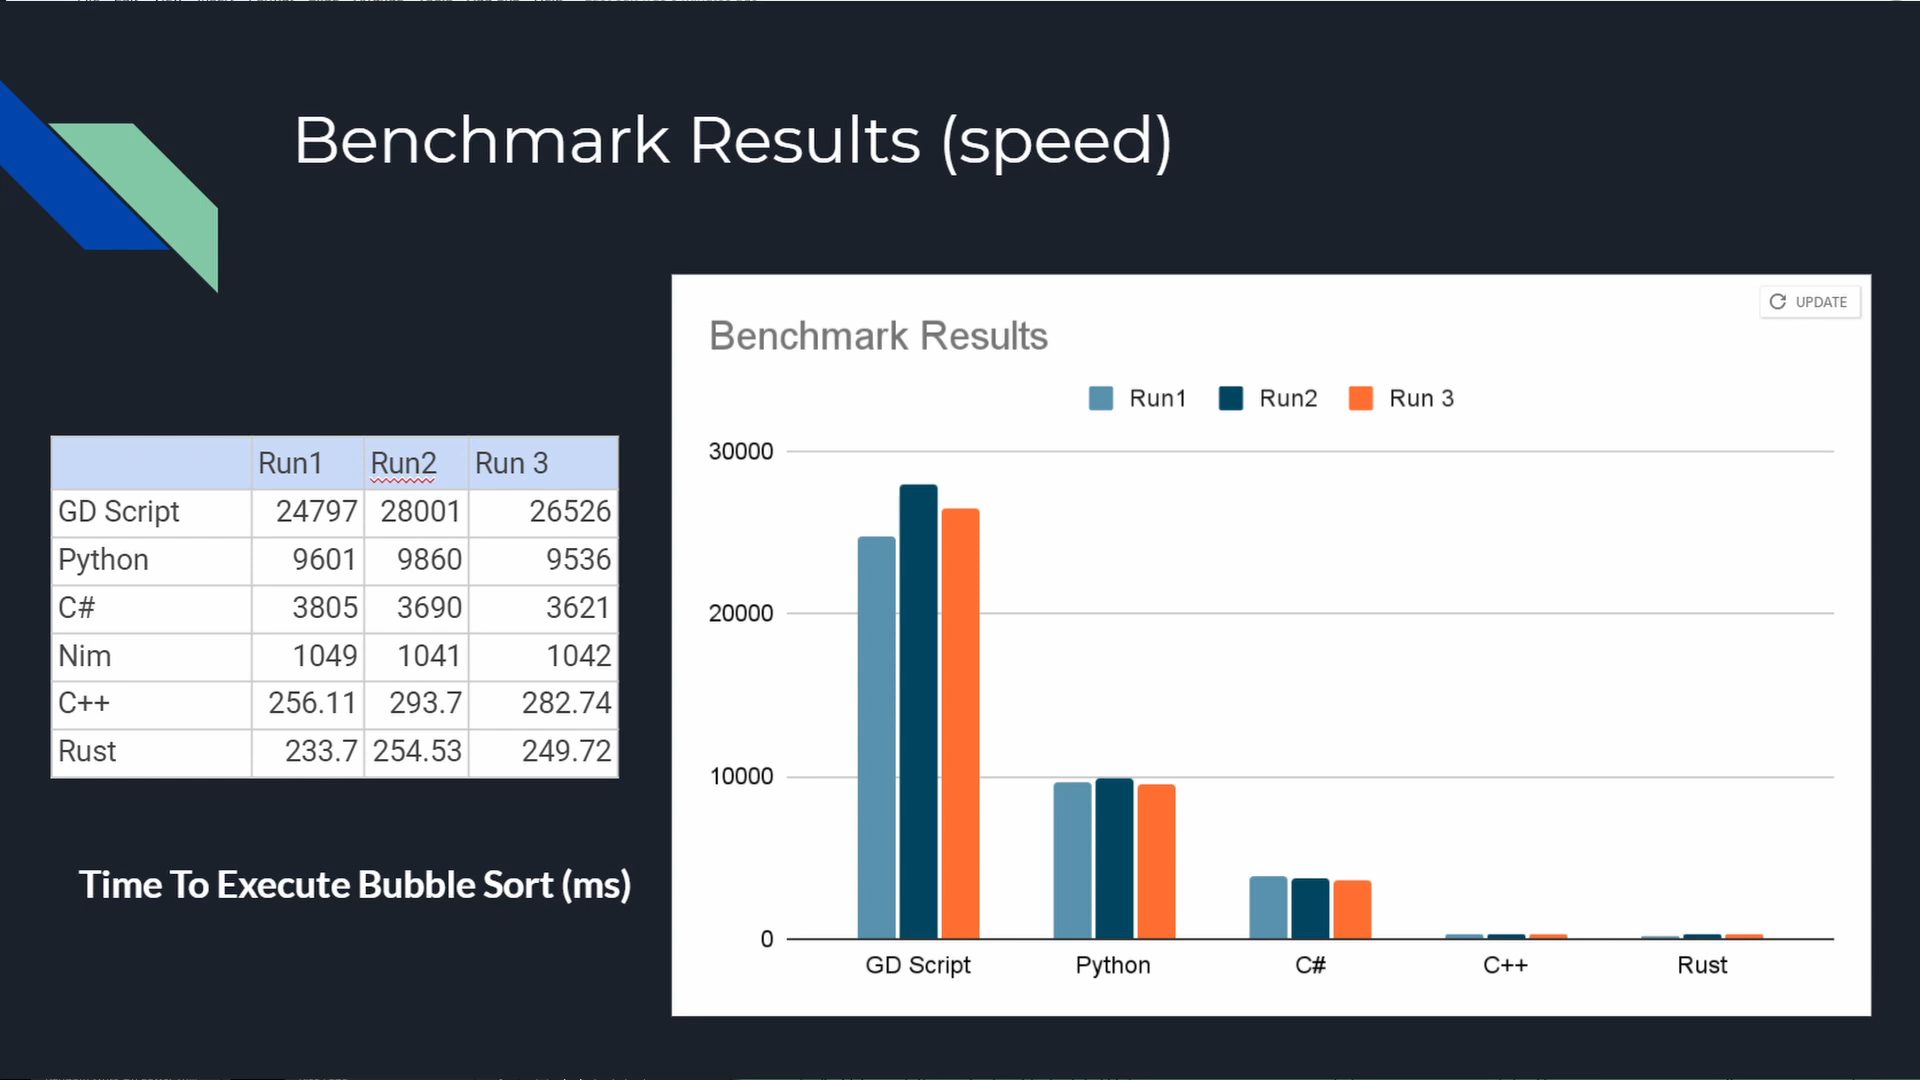 Benchmark Results (speed)
Run1 Run2 Run 3
GD Script 24797 28001 26526
Python 9601 9860 9536
C# 3805 3690 3621
Nim 1049 1041 1042
C++ 256.11 293.7 282.74
Rust 233.7 254.53 249.72
Time To Execute Bubble Sort (ms)
UPDATE
Benchmark Results
Run1 Run2 Run 3
30000
20000
10000
0
GD Script Python C# C++ Rust